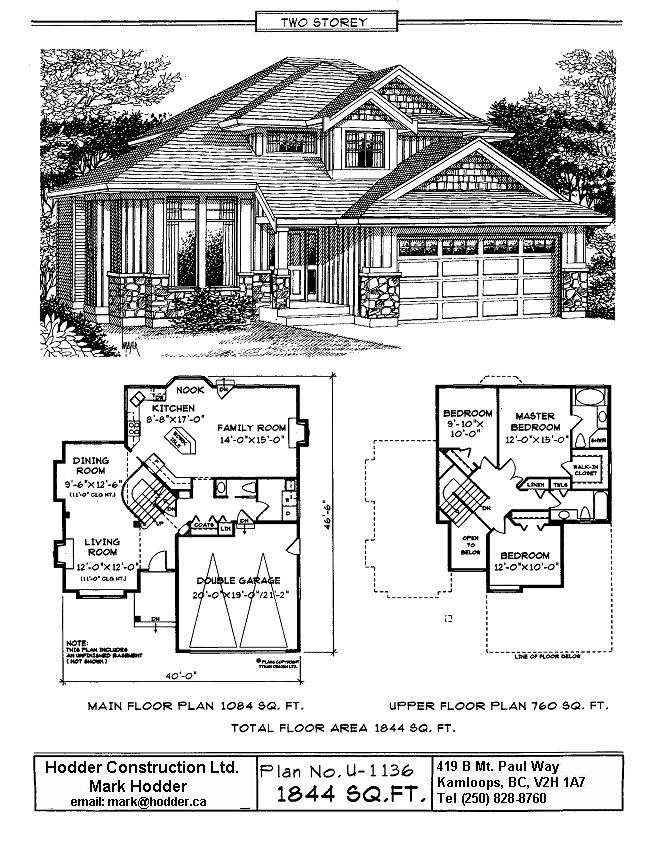 TWO STOREY
NOOK
DN
KITCHEN
8'-8"X17'-0"
FAMILY ROOM
14'-0"X15'-0"
DINING
ROOM
9'-6"X12'-6"
(11'-0" CLG HT.)
DN
UP
COATS
LIN
LIVING
ROOM
12'-0"X12'-0"
(11'-0" CLG HT.)
DN
DOUBLE GARAGE
20'-0"X19'-0"/21'-2"
DN
46'-6"
NOTE:
THIS PLAN INCLUDES
AN UNFINISHED BASEMENT
(NOT SHOWN)
© PLANS COPYRIGHT
40'-0"
BEDROOM
9'-10"X
10'-0"
MASTER
BEDROOM
12'-0"X15'-0"
SHWR
WALK-IN
CLOSET
LINEN
TWLS
DN
OPEN
TO
BELOW
BEDROOM
12'-0"X10'-0"
LINE OF FLOOR BELOW
MAIN FLOOR PLAN 1084 SQ. FT.
UPPER FLOOR PLAN 760 SQ. FT.
TOTAL FLOOR AREA 1844 SQ. FT.
Hodder Construction Ltd.
Mark Hodder
email: mark@hodder.ca
Plan No. U-1136
1844 SQ.FT.
419 B Mt. Paul Way
Kamloops, BC, V2H 1A7
Tel (250) 828-8760